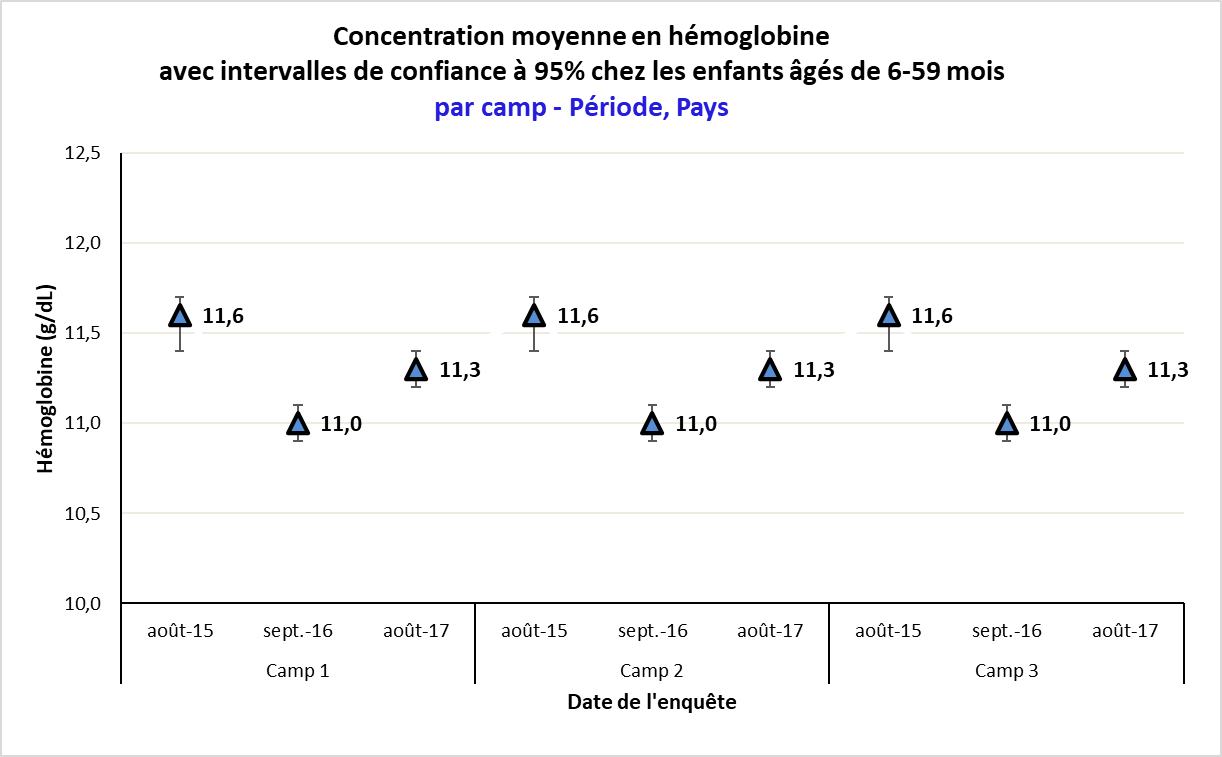 Concentration moyenne en hémoglobine
avec intervalles de confiance à 95% chez les enfants âgés de 6-59 mois
par camp - Période, Pays
Hémoglobine (g/dL)
12,5
12,0
11,5
11,0
10,5
10,0
11,6
11,0
11,3
11,6
11,0
11,3
11,6
11,0
11,3
août-15 sept.-16 août-17 août-15 sept.-16 août-17 août-15 sept.-16 août-17
Camp 1 Camp 2 Camp 3
Date de l'enquête